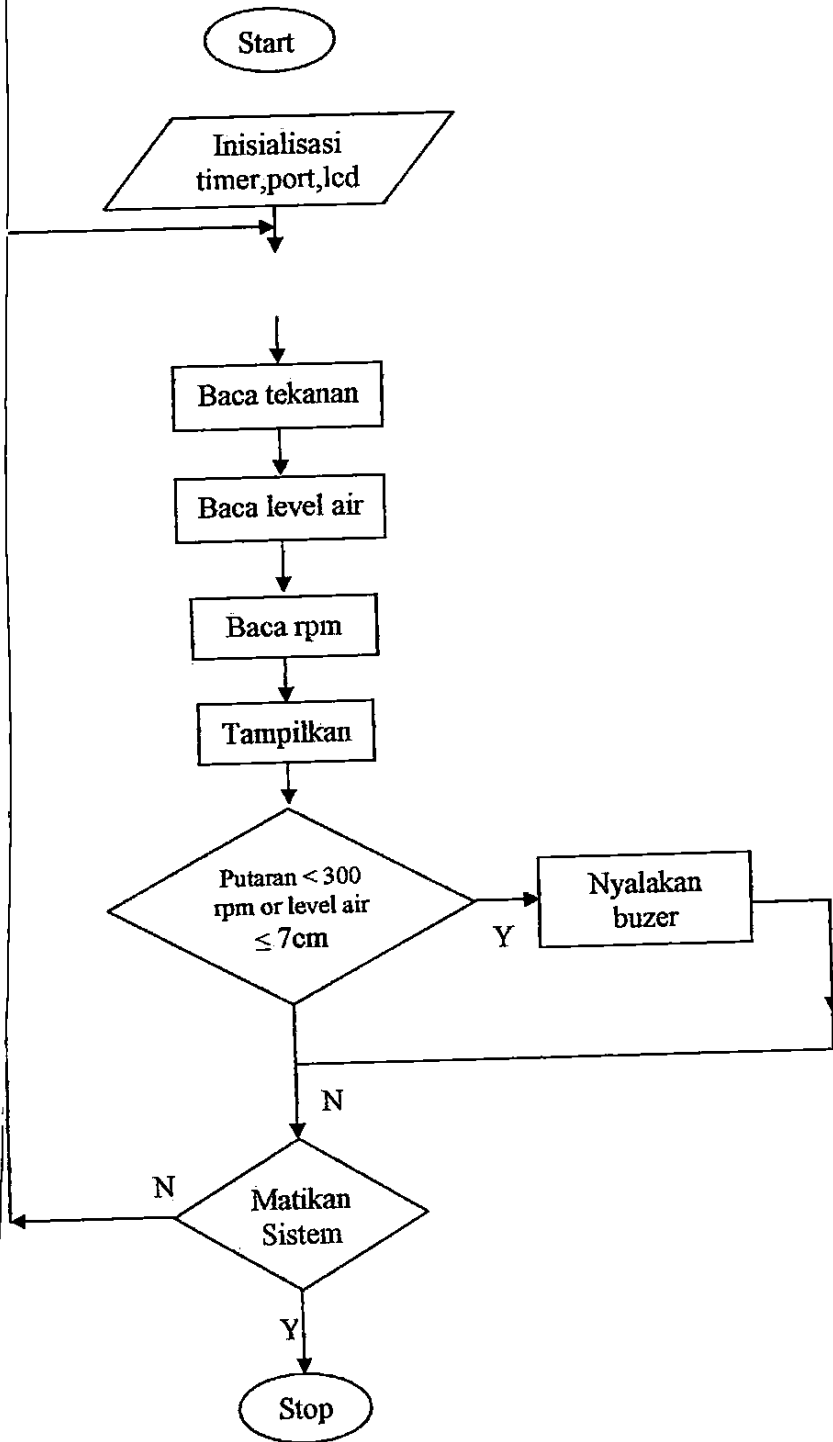 Start
Inisialisasi
timer,port,lcd
Baca tekanan
Baca level air
Baca rpm
Tampilkan
Putaran < 300
rpm or level air
≤ 7cm
Y
Nyalakan
buzer
N
N
Matikan
Sistem
Y
Stop